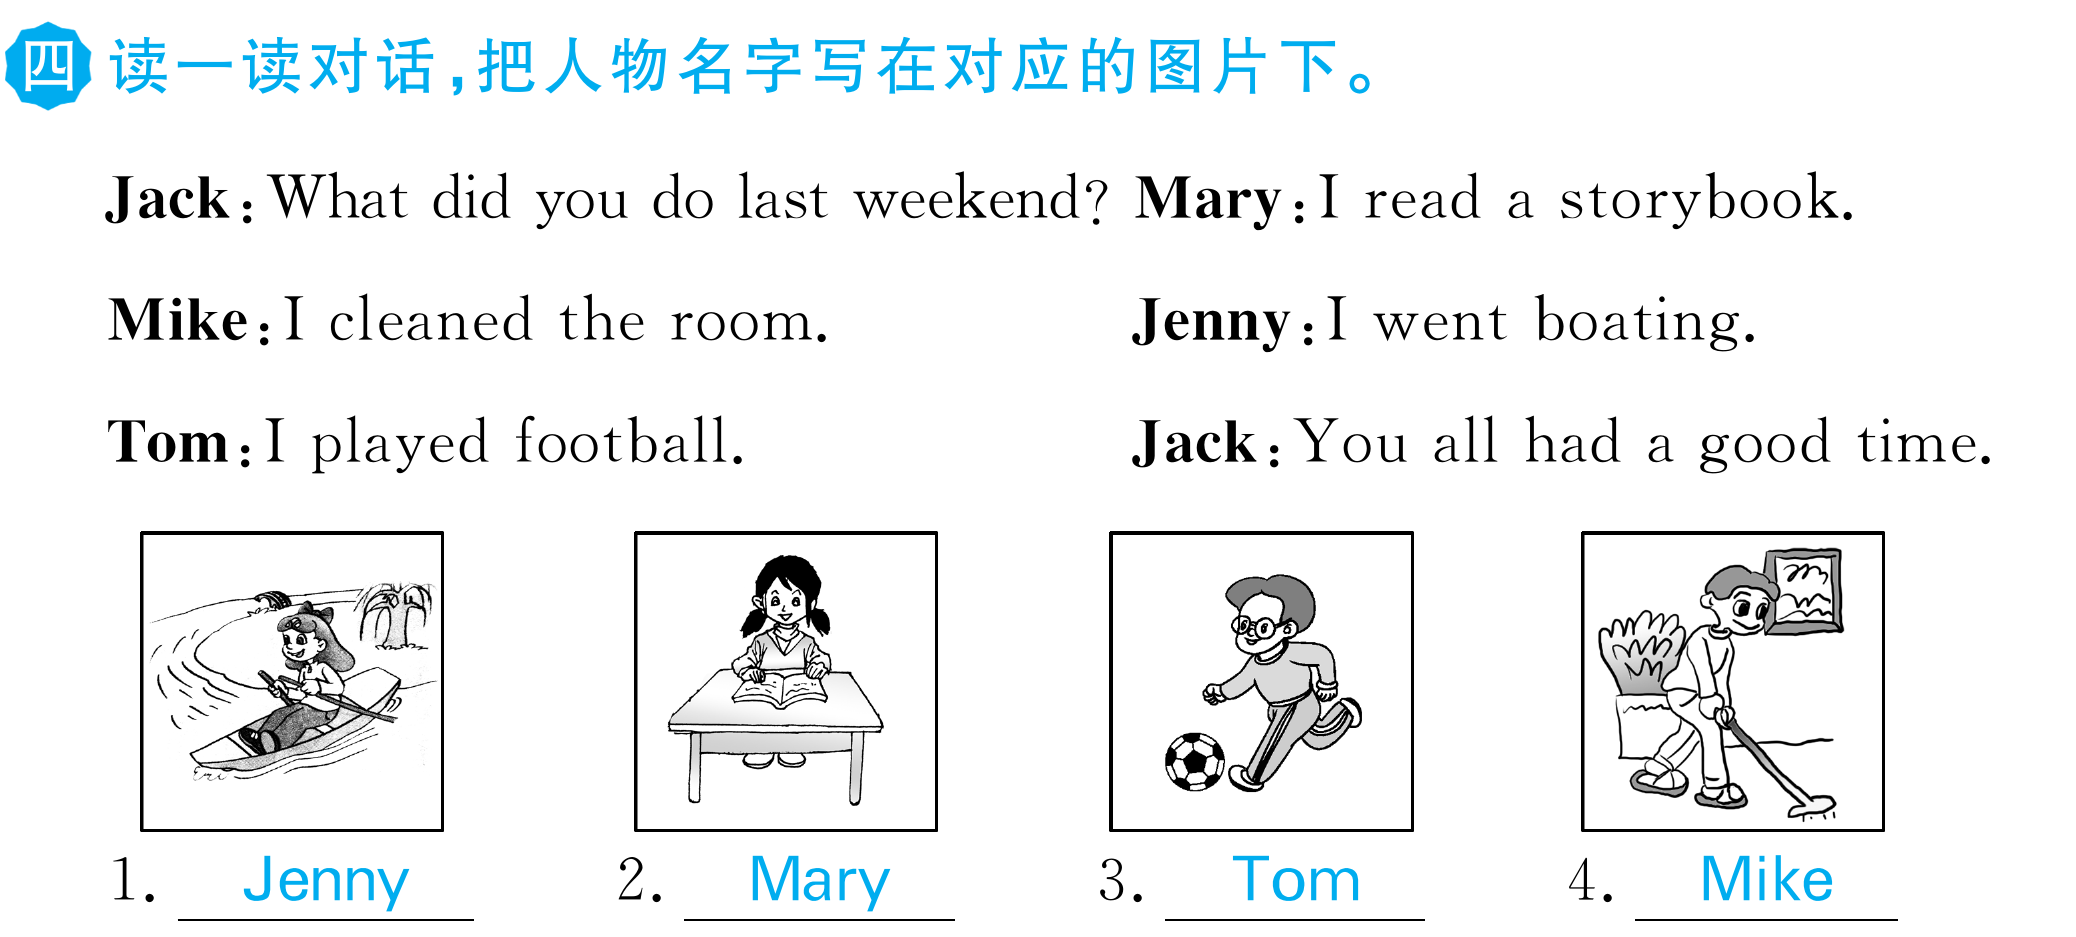 四 读一读对话,把人物名字写在对应的图片下。
Jack: What did you do last weekend? Mary: I read a storybook.
Mike: I cleaned the room. Jenny: I went boating.
Tom: I played football. Jack: You all had a good time.
1. Jenny 2. Mary 3. Tom 4. Mike